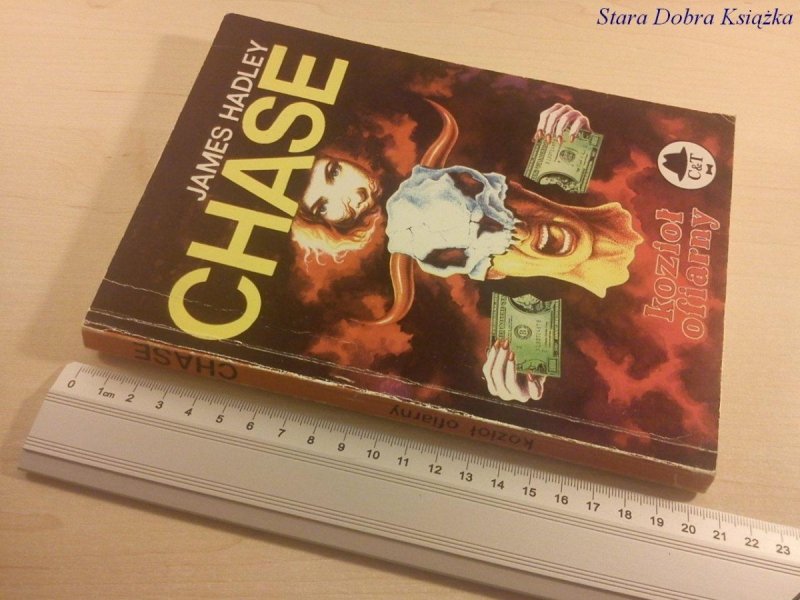 Stara Dobra Książka
JAMES HADLEY
CHASE
C&T
kozioł
ofiarny
CHASE
kozioł ofiarny
0 1cm 2 3 4 5 6 7 8 9 10 11 12 13 14 15 16 17 18 19 20 21 22 23